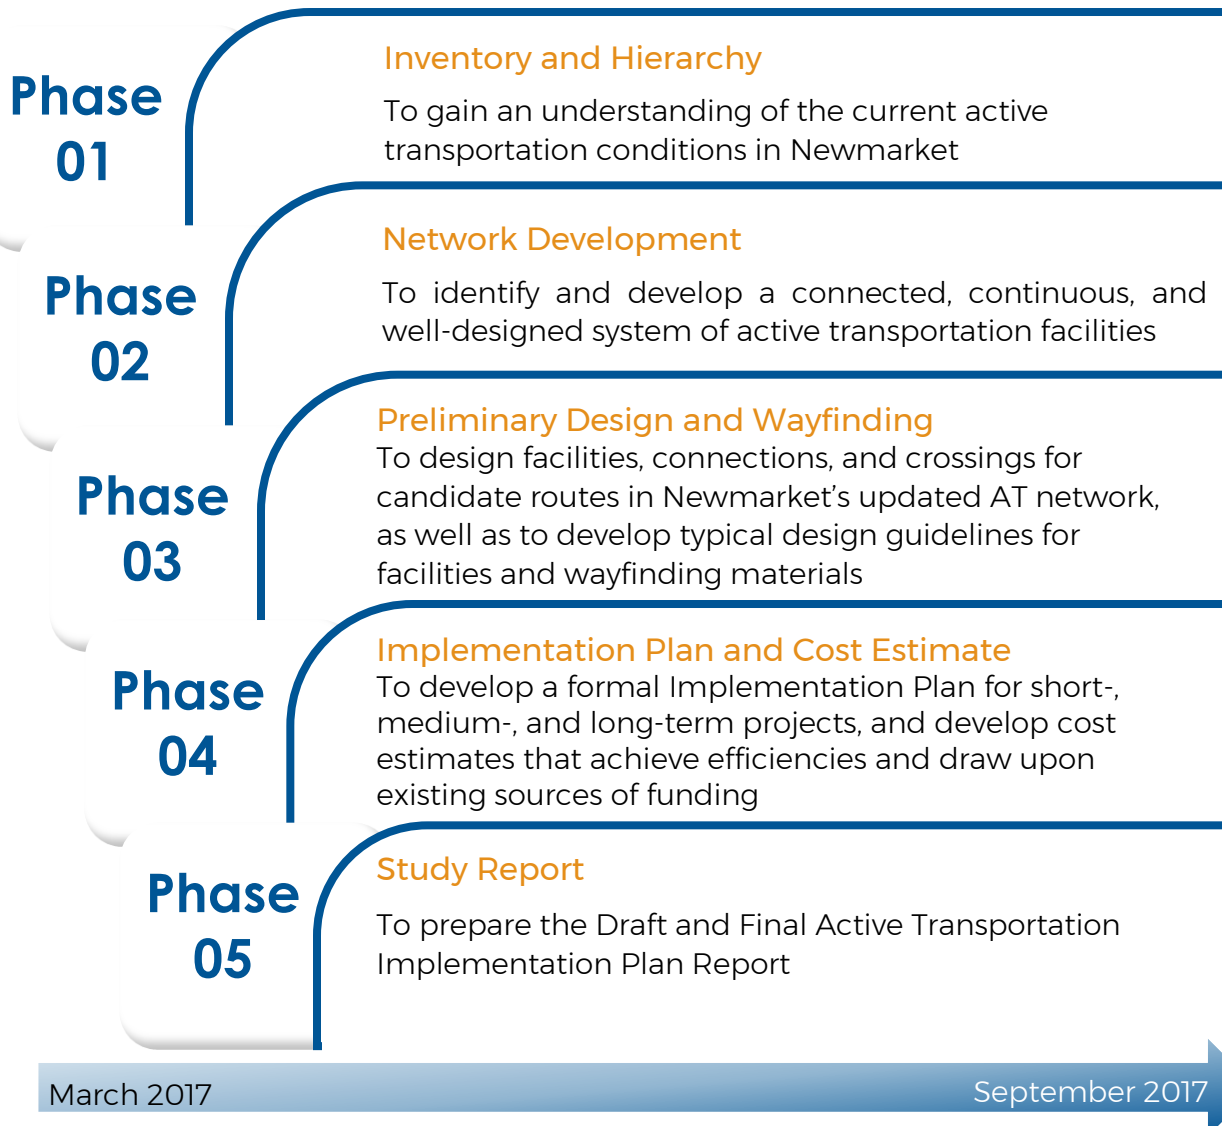 Phase
01
Inventory and Hierarchy
To gain an understanding of the current active
transportation conditions in Newmarket
Phase
02
Network Development
To identify and develop a connected, continuous, and
well-designed system of active transportation facilities
Phase
03
Preliminary Design and Wayfinding
To design facilities, connections, and crossings for
candidate routes in Newmarket’s updated AT network,
as well as to develop typical design guidelines for
facilities and wayfinding materials
Phase
04
Implementation Plan and Cost Estimate
To develop a formal Implementation Plan for short-,
medium-, and long-term projects, and develop cost
estimates that achieve efficiencies and draw upon
existing sources of funding
Phase
05
Study Report
To prepare the Draft and Final Active Transportation
Implementation Plan Report
March 2017
September 2017